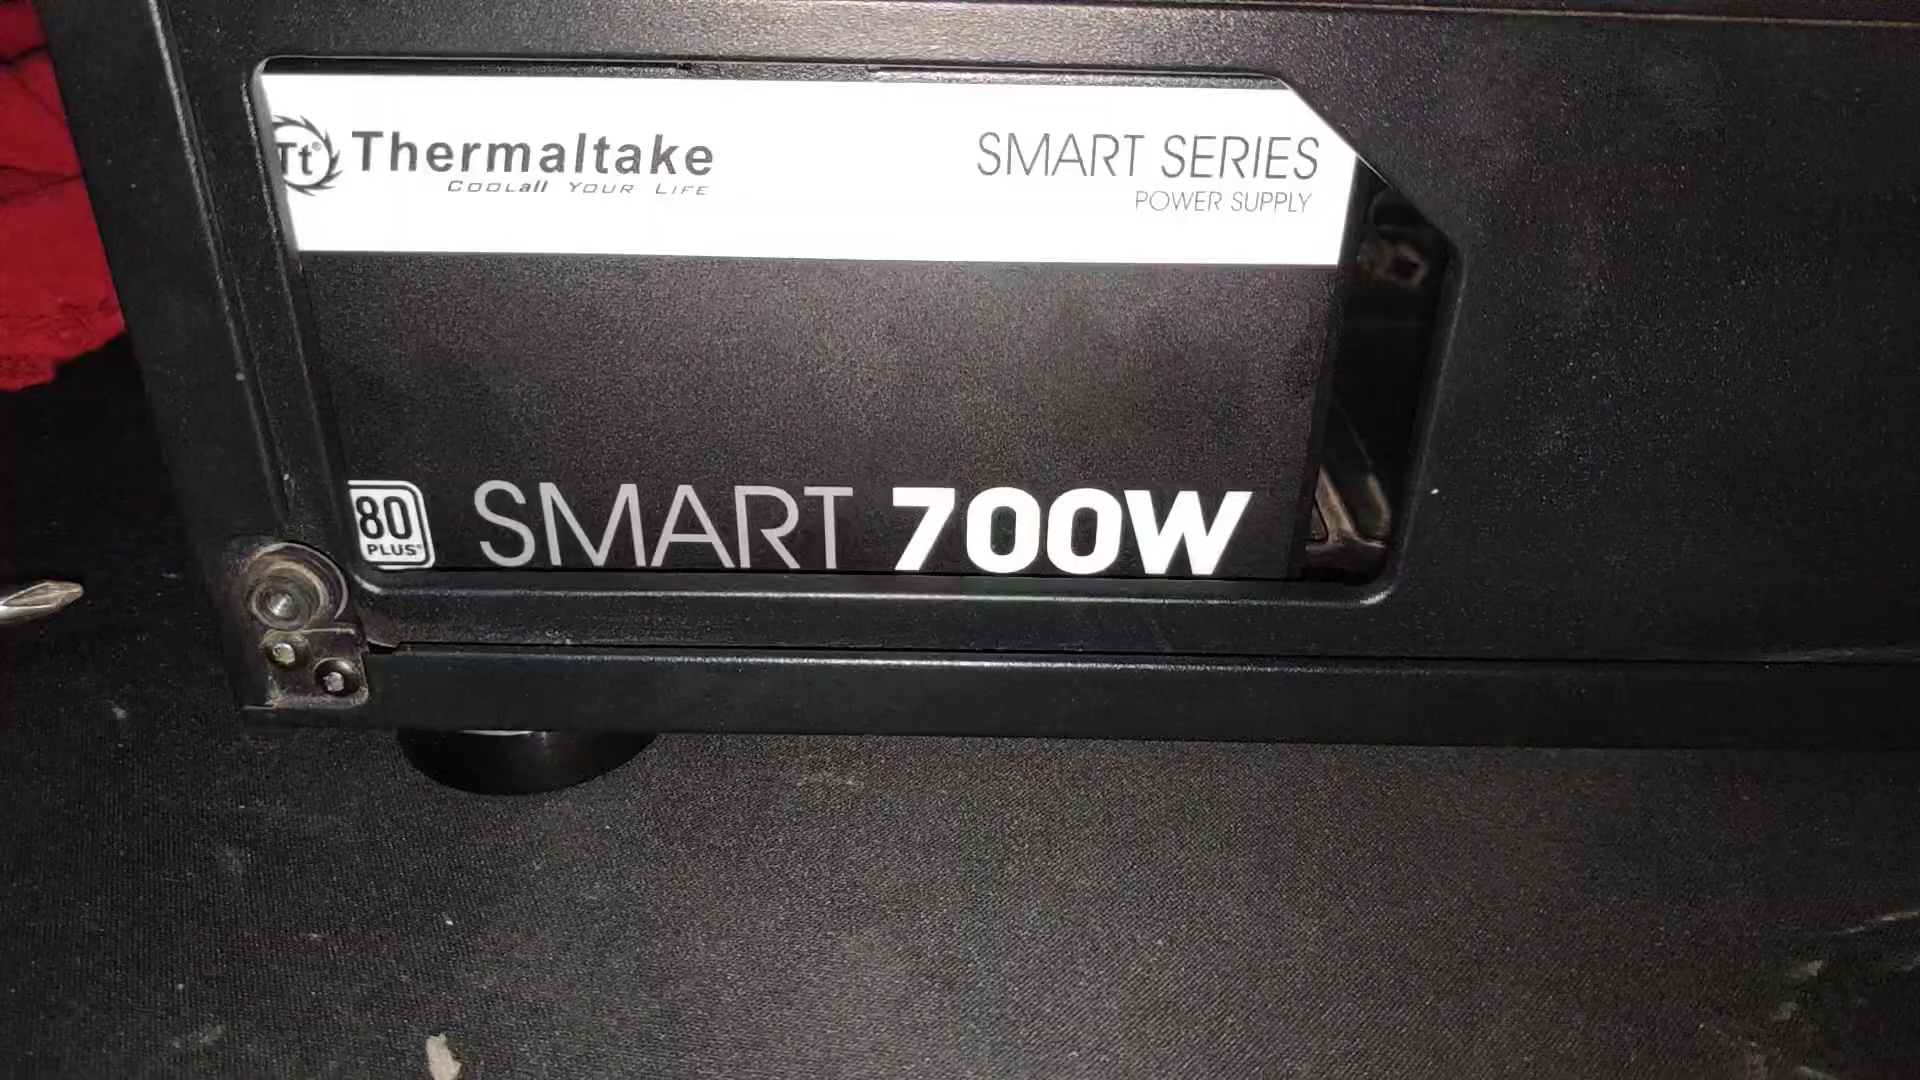 Tt® Thermaltake
COOLall YOUR LIFE
SMART SERIES
POWER SUPPLY
80 PLUS® SMART 700W